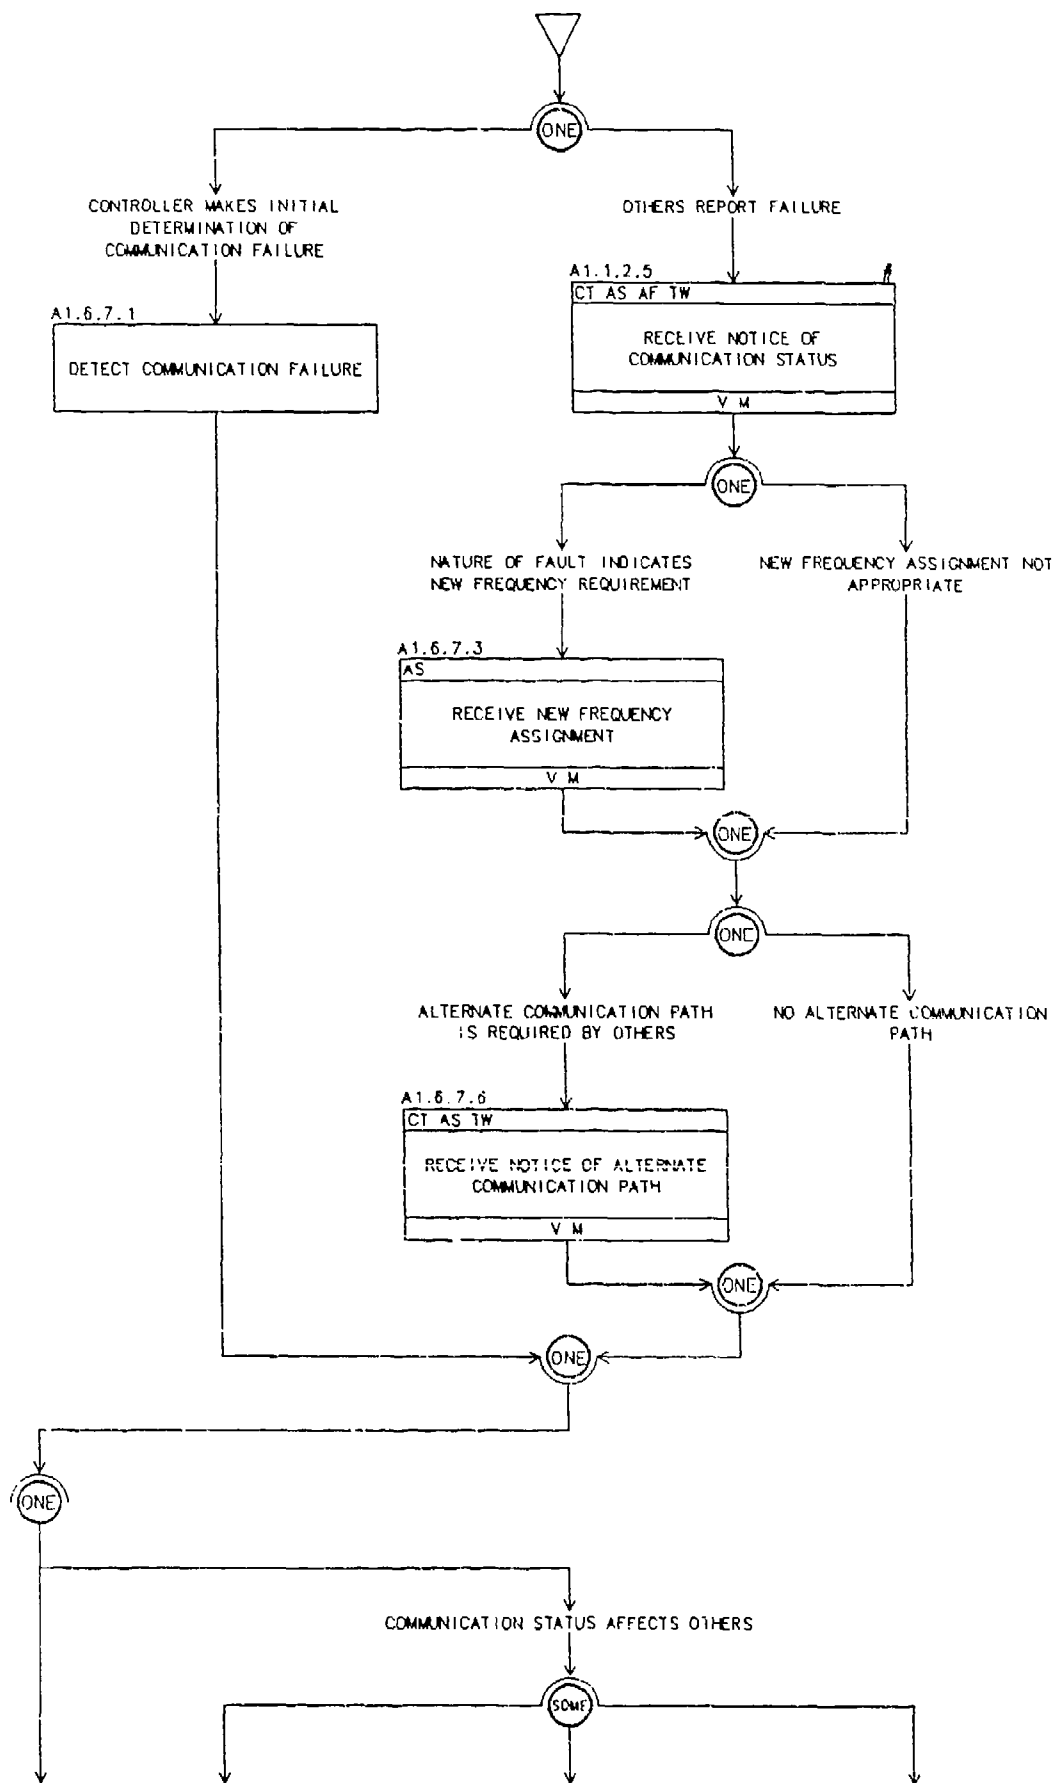 ONE
CONTROLLER MAKES INITIAL
DETERMINATION OF
COMMUNICATION FAILURE
OTHERS REPORT FAILURE
A1.6.7.1
DETECT COMMUNICATION FAILURE
A1.1.2.5
CT AS AF TW
RECEIVE NOTICE OF
COMMUNICATION STATUS
V M
ONE
NATURE OF FAULT INDICATES
NEW FREQUENCY REQUIREMENT
NEW FREQUENCY ASSIGNMENT NOT
APPROPRIATE
A1.6.7.3
AS
RECEIVE NEW FREQUENCY
ASSIGNMENT
V M
ONE
ONE
ALTERNATE COMMUNICATION PATH
IS REQUIRED BY OTHERS
NO ALTERNATE COMMUNICATION
PATH
A1.6.7.6
CT AS TW
RECEIVE NOTICE OF ALTERNATE
COMMUNICATION PATH
V M
ONE
ONE
ONE
COMMUNICATION STATUS AFFECTS OTHERS
SOME